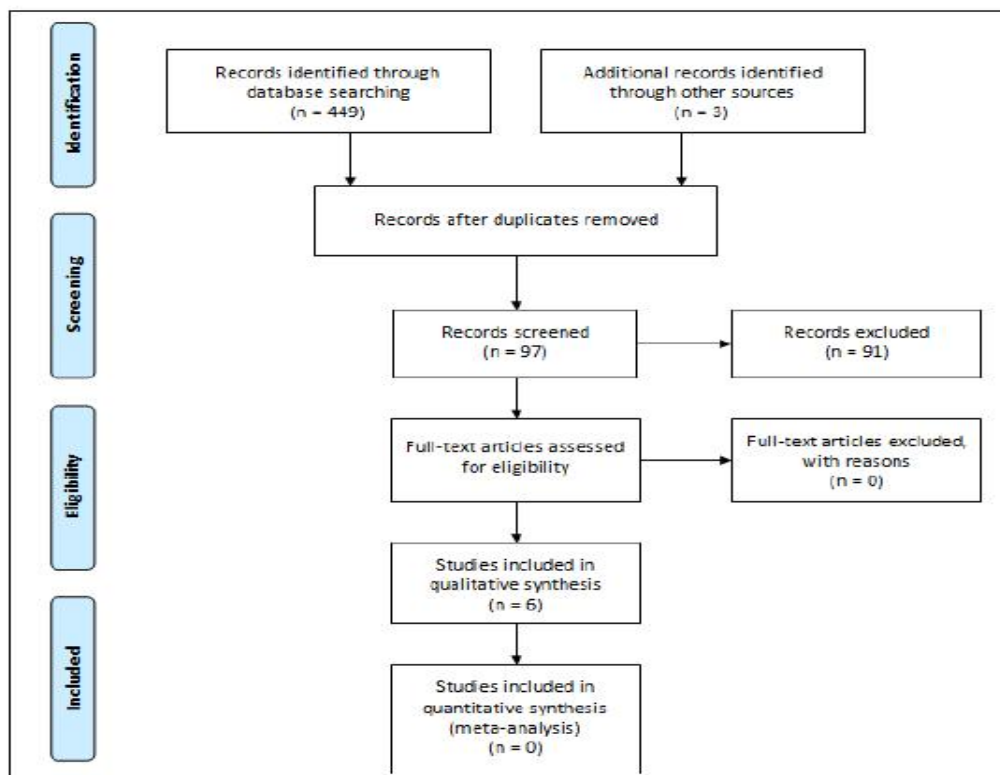 Identification
Records identified through
database searching
(n = 449)
Additional records identified
through other sources
(n = 3)
Records after duplicates removed
Screening
Records screened
(n = 97)
Records excluded
(n = 91)
Eligibility
Full-text articles assessed
for eligibility
Full-text articles excluded,
with reasons
(n = 0)
Studies included in
qualitative synthesis
(n = 6)
Included
Studies included in
quantitative synthesis
(meta-analysis)
(n = 0)